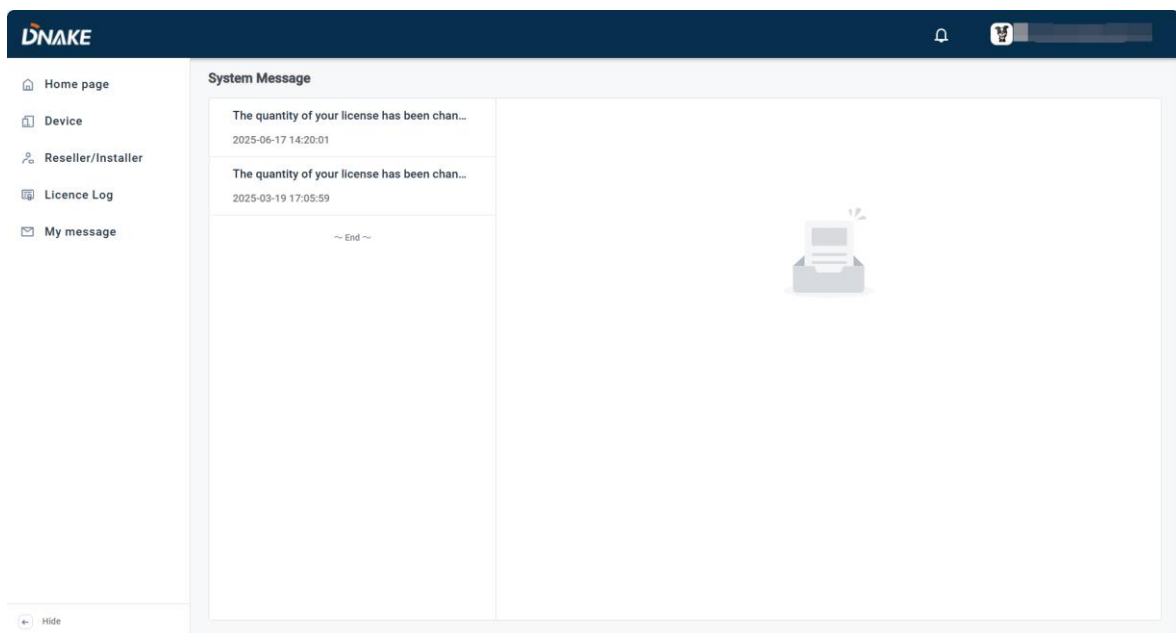 DNAKE
Home page
Device
Reseller/Installer
Licence Log
My message
Hide
System Message
The quantity of your license has been chan...
2025-06-17 14:20:01
The quantity of your license has been chan...
2025-03-19 17:05:59
～ End ～